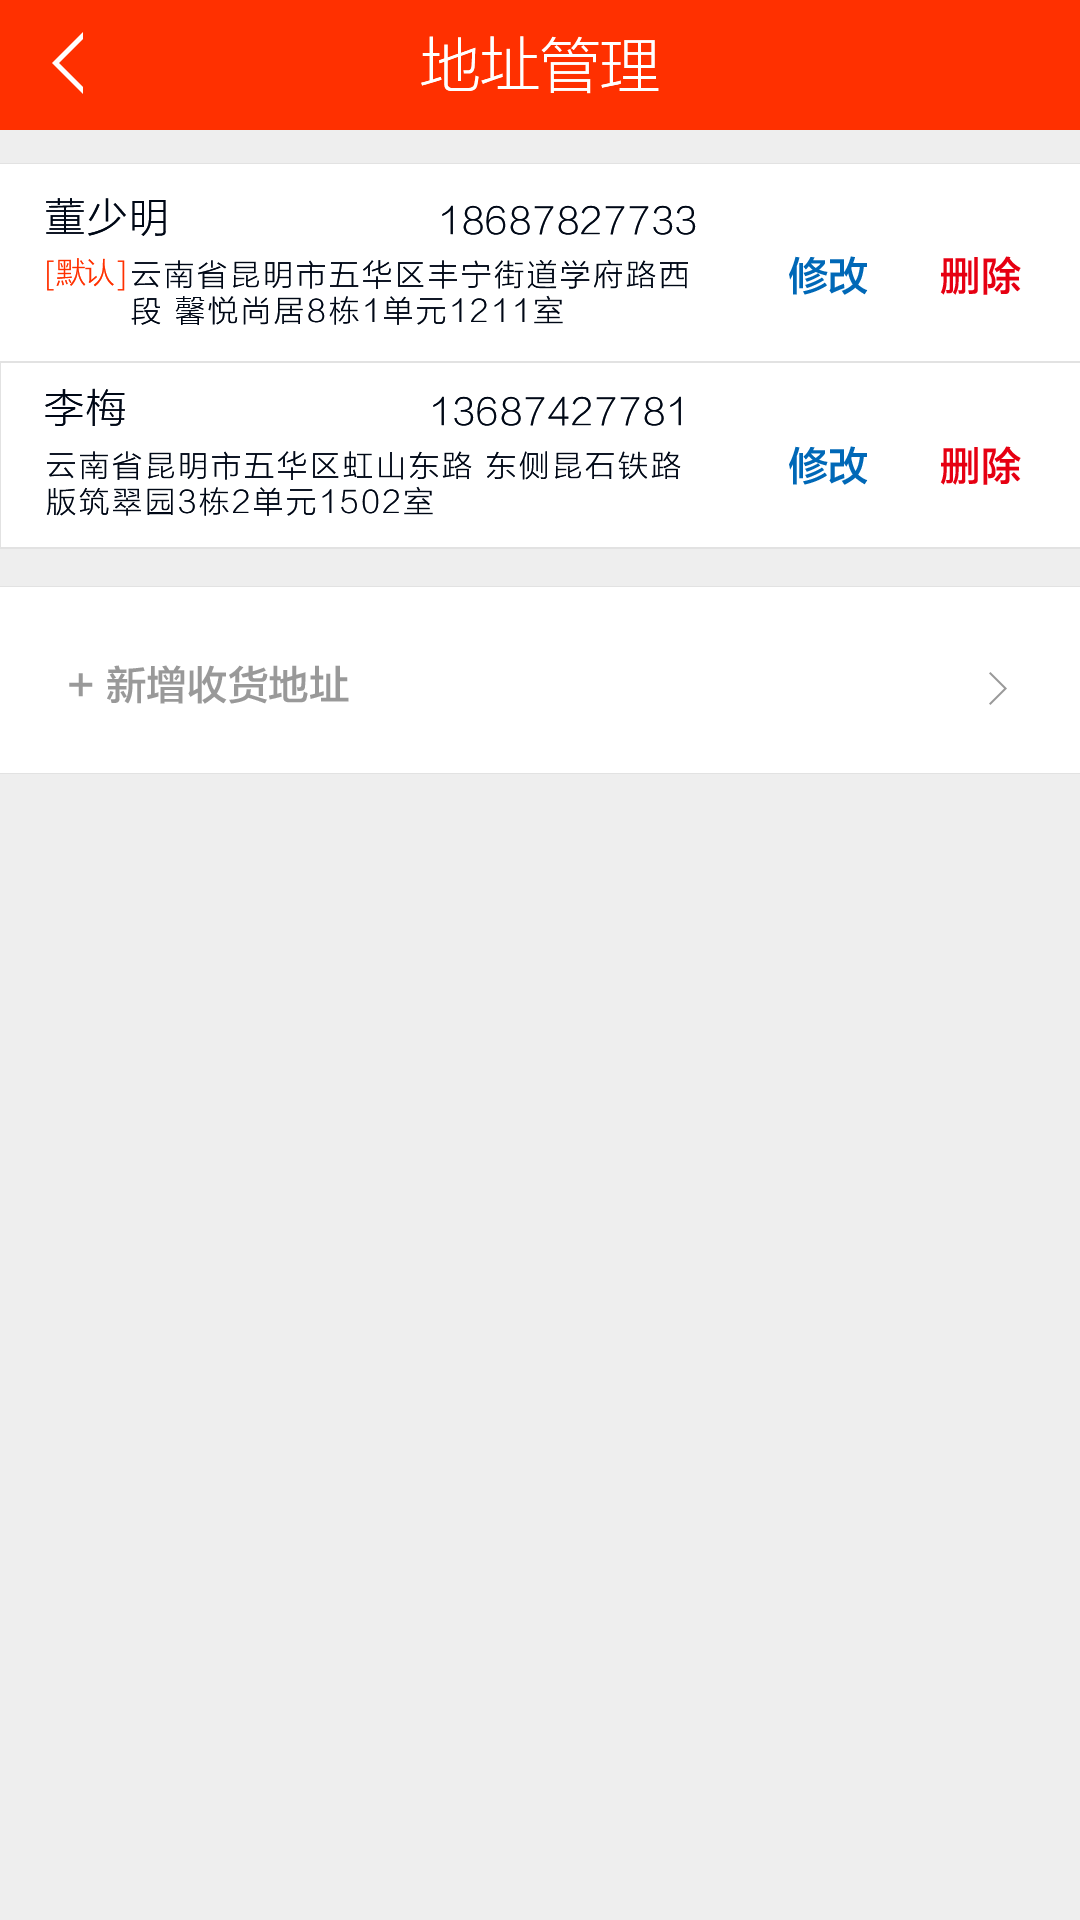 地址管理
董少明 18687827733
[默认]云南省昆明市五华区丰宁街道学府路西
段 馨悦尚居8栋1单元1211室
修改 删除
李梅 13687427781
云南省昆明市五华区虹山东路 东侧昆石铁路
版筑翠园3栋2单元1502室
修改 删除
+ 新增收货地址